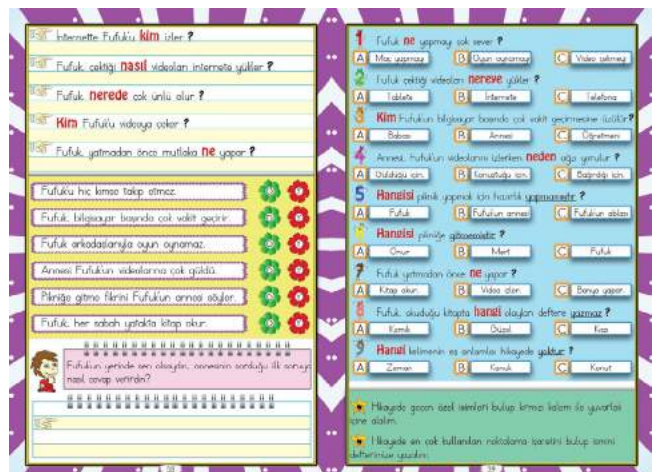 İnternette Fufuk'u kim izler ?
Fufuk, çektiği nasıl videoları internete yükler ?
Fufuk, nerede çok ünlü olur ?
Kim Fufuk'u videoya çeker ?
Fufuk, yatmadan önce mutlaka ne yapar ?
Fufuk'u hiç kimse takip etmez.
Fufuk, bilgisayar başında çok vakit geçirir.
Fufuk arkadaşlarıyla oyun oynamaz.
Annesi Fufuk'un videolarına çok güldü.
Pikniğe gitme fikrini Fufuk'un annesi söyler.
Fufuk, her sabah yatakta kitap okur.
Fufuk'un yerinde sen olsaydın, annesinin sorduğu ilk soruya
nasıl cevap verirdin?
53
1 Fufuk ne yapmayı çok sever ?
A Maç yapmayı B Oyun oynamayı C Video çekmeyi
2 Fufuk çektiği videoları nereye yükler ?
A Tablete B İnternete C Telefona
3 Kim Fufuk'un bilgisayar başında çok vakit geçirmesine üzülür ?
A Babası B Annesi C Öğretmeni
4 Annesi, Fufuk'un videolarını izlerken neden ağzı yorulur ?
A Güldüğü için. B Konuştuğu için. C Bağırdığı için.
5 Hangisi piknik yapmak için hazırlık yapmamıştır ?
A Fufuk B Fufuk'un annesi C Fufuk'un ablası
6 Hangisi pikniğe gitmemiştir ?
A Onur B Mert C Fufuk
7 Fufuk yatmadan önce ne yapar ?
A Kitap okur. B Video izler. C Banyo yapar.
8 Fufuk, okuduğu kitapta hangi olayları deftere yazmaz ?
A Komik B Güzel C Kısa
9 Hangi kelimenin eş anlamlısı hikayede yoktur ?
A Zaman B Konuk C Konut
Hikayede geçen özel isimleri bulup kırmızı kalem ile yuvarlak
içine alalım.
Hikayede en çok kullanılan noktalama işaretini bulup ismini
defterimize yazalım.